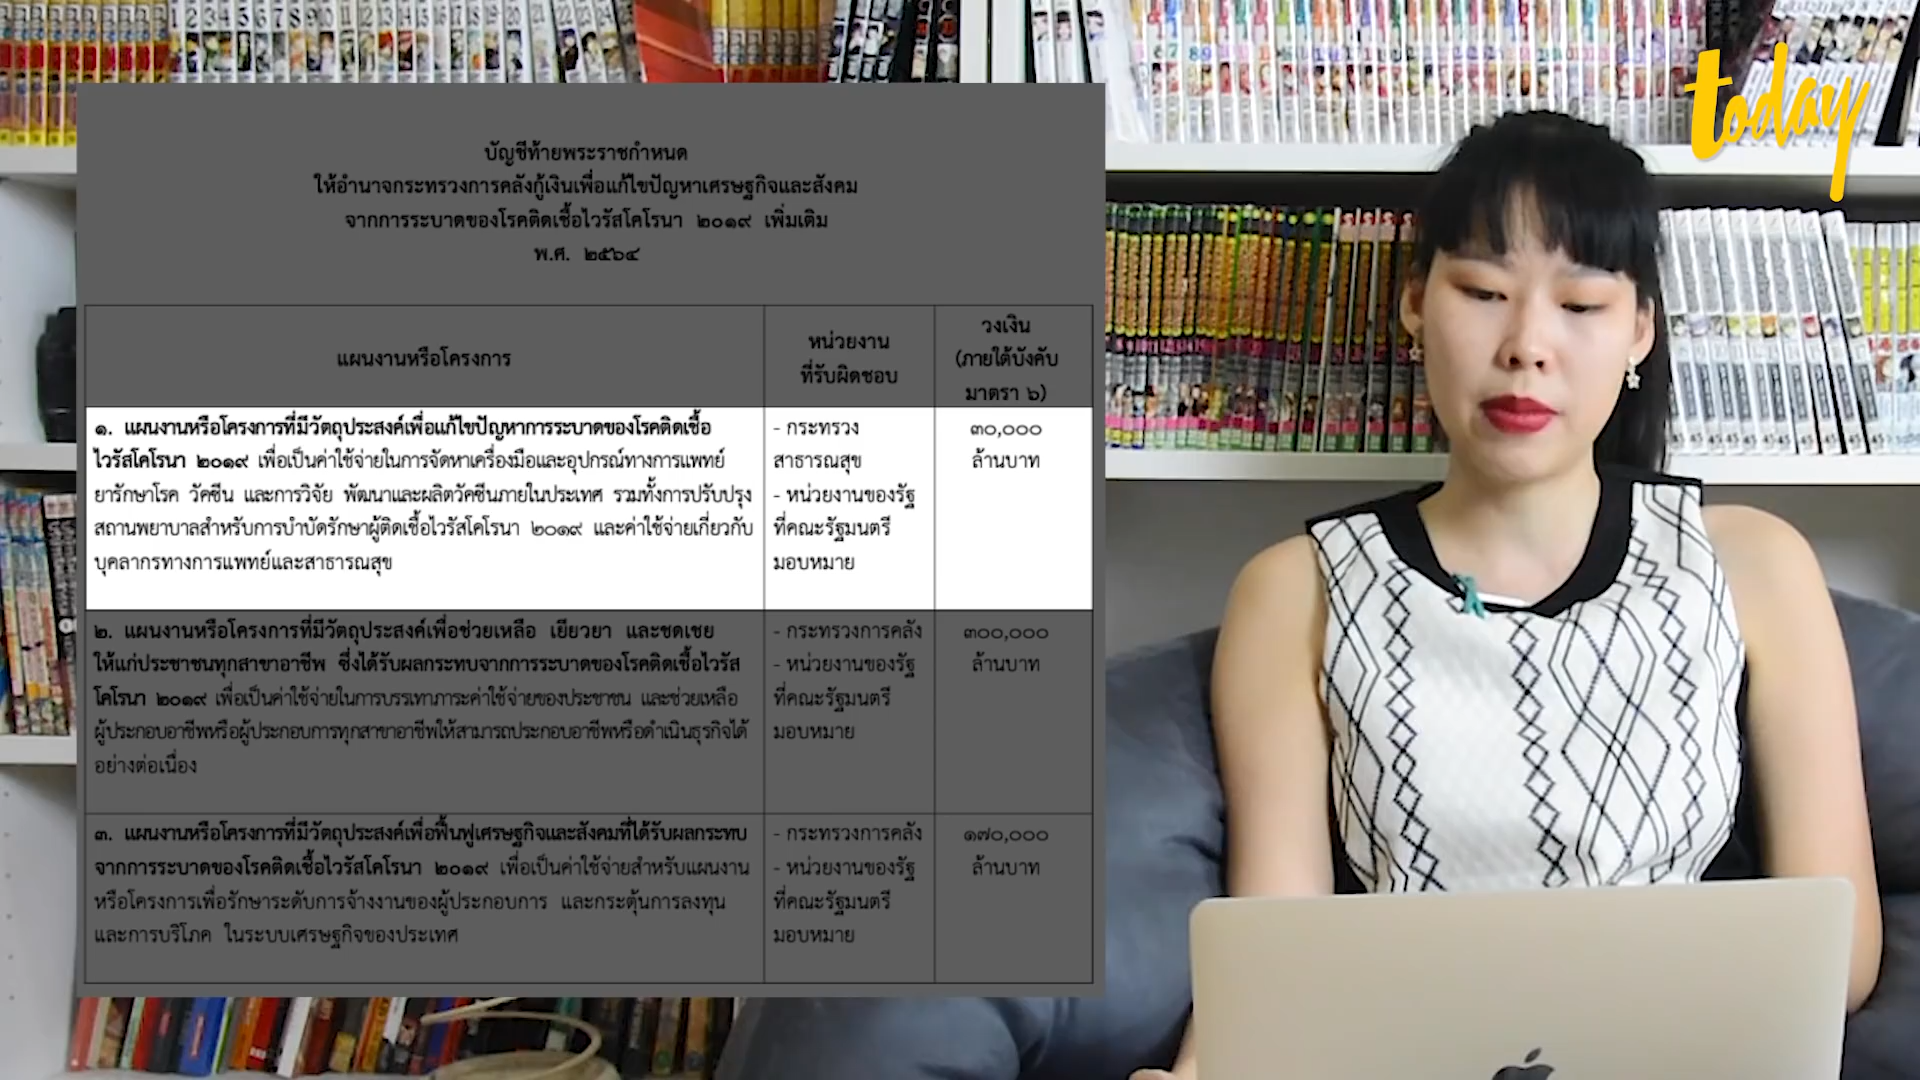 today
บัญชีท้ายพระราชกำหนด
ให้อำนาจกระทรวงการคลังกู้เงินเพื่อแก้ไขปัญหาเศรษฐกิจและสังคม
จากการระบาดของโรคติดเชื้อไวรัสโคโรนา ๒๐๑๙ เพิ่มเติม
พ.ศ. ๒๕๖๔
แผนงานหรือโครงการ
หน่วยงาน
ที่รับผิดชอบ
วงเงิน
(ภายใต้บังคับ
มาตรา ๖)
๑. แผนงานหรือโครงการที่มีวัตถุประสงค์เพื่อแก้ไขปัญหาการระบาดของโรคติดเชื้อ
ไวรัสโคโรนา ๒๐๑๙ เพื่อเป็นค่าใช้จ่ายในการจัดหาเครื่องมือและอุปกรณ์ทางการแพทย์
ยารักษาโรค วัคซีน และการวิจัย พัฒนาและผลิตวัคซีนภายในประเทศ รวมทั้งการปรับปรุง
สถานพยาบาลสำหรับการบำบัดรักษาผู้ติดเชื้อไวรัสโคโรนา ๒๐๑๙ และค่าใช้จ่ายเกี่ยวกับ
บุคลากรทางการแพทย์และสาธารณสุข
- กระทรวง
สาธารณสุข
- หน่วยงานของรัฐ
ที่คณะรัฐมนตรี
มอบหมาย
๓๐,๐๐๐
ล้านบาท
๒. แผนงานหรือโครงการที่มีวัตถุประสงค์เพื่อช่วยเหลือ เยียวยา และชดเชย
ให้แก่ประชาชนทุกสาขาอาชีพ ซึ่งได้รับผลกระทบจากการระบาดของโรคติดเชื้อไวรัส
โคโรนา ๒๐๑๙ เพื่อเป็นค่าใช้จ่ายในการบรรเทาภาระค่าใช้จ่ายของประชาชน และช่วยเหลือ
ผู้ประกอบอาชีพหรือผู้ประกอบการทุกสาขาอาชีพให้สามารถประกอบอาชีพหรือดำเนินธุรกิจได้
อย่างต่อเนื่อง
- กระทรวงการคลัง
- หน่วยงานของรัฐ
ที่คณะรัฐมนตรี
มอบหมาย
๓๐๐,๐๐๐
ล้านบาท
๓. แผนงานหรือโครงการที่มีวัตถุประสงค์เพื่อฟื้นฟูเศรษฐกิจและสังคมที่ได้รับผลกระทบ
จากการระบาดของโรคติดเชื้อไวรัสโคโรนา ๒๐๑๙ เพื่อเป็นค่าใช้จ่ายสำหรับแผนงาน
หรือโครงการเพื่อรักษาระดับการจ้างงานของผู้ประกอบการ และกระตุ้นการลงทุน
และการบริโภค ในระบบเศรษฐกิจของประเทศ
- กระทรวงการคลัง
- หน่วยงานของรัฐ
ที่คณะรัฐมนตรี
มอบหมาย
๑๗๐,๐๐๐
ล้านบาท